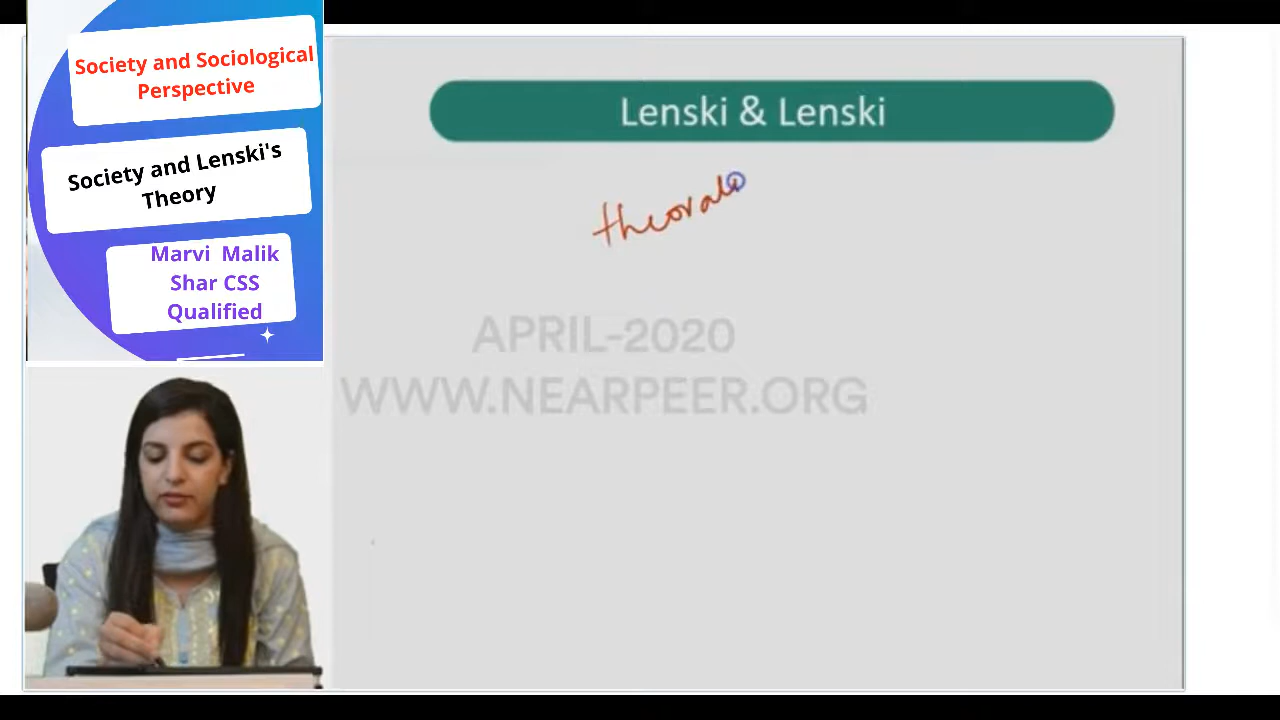 Society and Sociological
Perspective
Society and Lenski's
Theory
Marvi Malik
Shar CSS
Qualified
Lenski & Lenski
APRIL-2020
WWW.NEARPEER.ORG